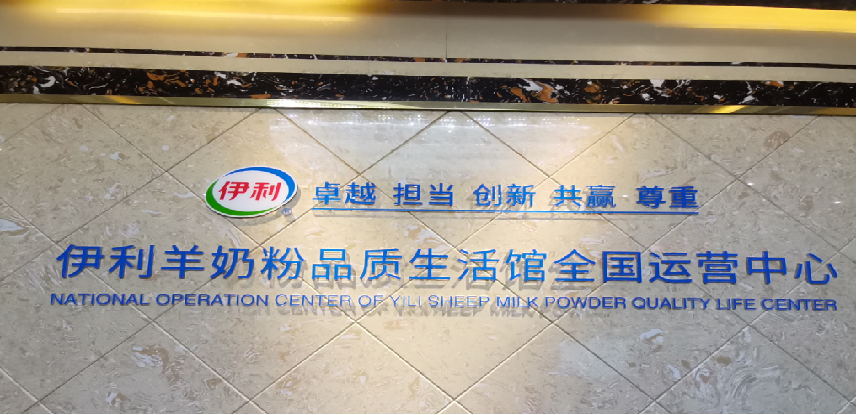 伊利 卓越 担当 创新 共赢 尊重
伊利羊奶粉品质生活馆全国运营中心
NATIONAL OPERATION CENTER OF YILI SHEEP MILK POWDER QUALITY LIFE CENTER